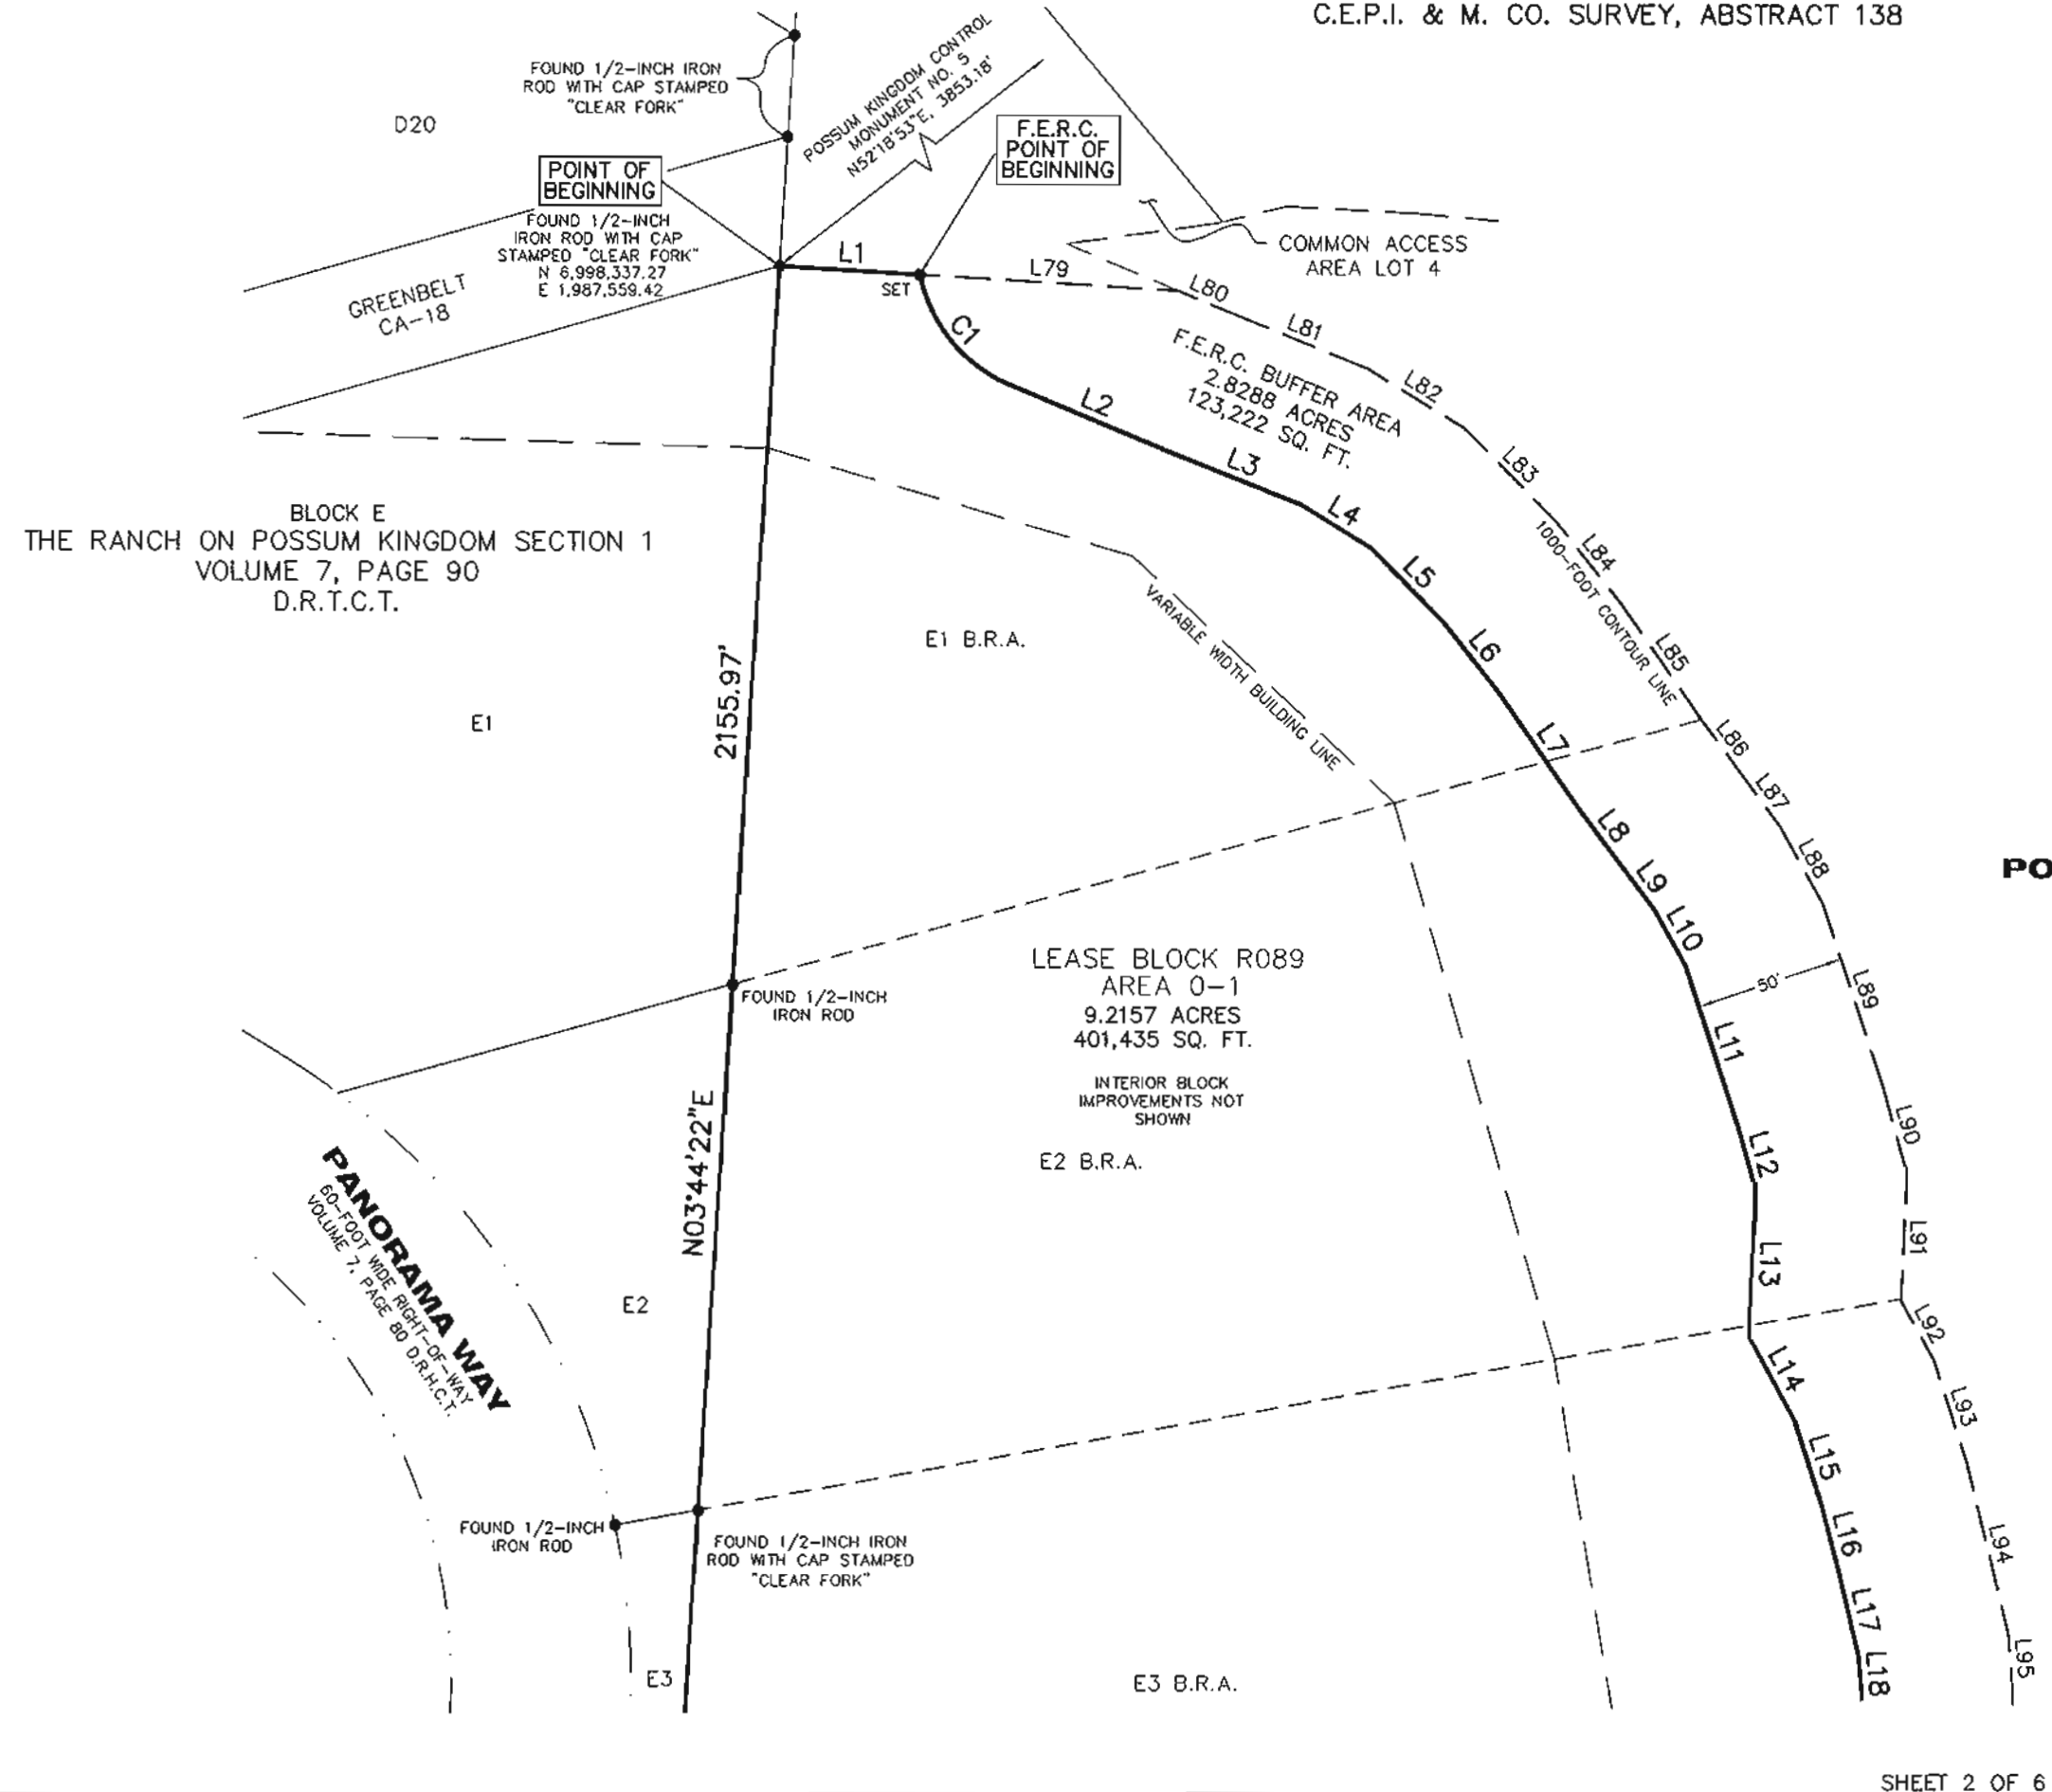 C.E.P.I. & M. CO. SURVEY, ABSTRACT 138
FOUND 1/2-INCH IRON
ROD WITH CAP STAMPED
"CLEAR FORK"
D20
POSSUM KINGDOM CONTROL
MONUMENT NO. 5
N52°18'53"E, 3853.18'
F.E.R.C.
POINT OF
BEGINNING
POINT OF
BEGINNING
FOUND 1/2-INCH
IRON ROD WITH CAP
STAMPED "CLEAR FORK"
N 6,998,337.27
E 1,987,559.42
GREENBELT
CA-18
L1
SET
L79
COMMON ACCESS
AREA LOT 4
L80
L81
L82
L83
L84
L85
L86
L87
L88
L89
L90
L91
L92
L93
L94
L95
C1
L2
L3
L4
L5
L6
L7
L8
L9
L10
L11
L12
L13
L14
L15
L16
L17
L18
F.E.R.C. BUFFER AREA
2.8288 ACRES
123,222 SQ. FT.
1000-FOOT CONTOUR LINE
BLOCK E
THE RANCH ON POSSUM KINGDOM SECTION 1
VOLUME 7, PAGE 90
D.R.T.C.T.
E1 B.R.A.
VARIABLE WIDTH BUILDING LINE
E1
2155.97'
PO
50'
LEASE BLOCK R089
AREA O-1
9.2157 ACRES
401,435 SQ. FT.
INTERIOR BLOCK
IMPROVEMENTS NOT
SHOWN
FOUND 1/2-INCH
IRON ROD
N03°44'22"E
E2 B.R.A.
PANORAMA WAY
60-FOOT WIDE RIGHT-OF-WAY
VOLUME 7, PAGE 80 D.R.H.C.T.
E2
FOUND 1/2-INCH
IRON ROD
FOUND 1/2-INCH IRON
ROD WITH CAP STAMPED
"CLEAR FORK"
E3
E3 B.R.A.
SHEET 2 OF 6